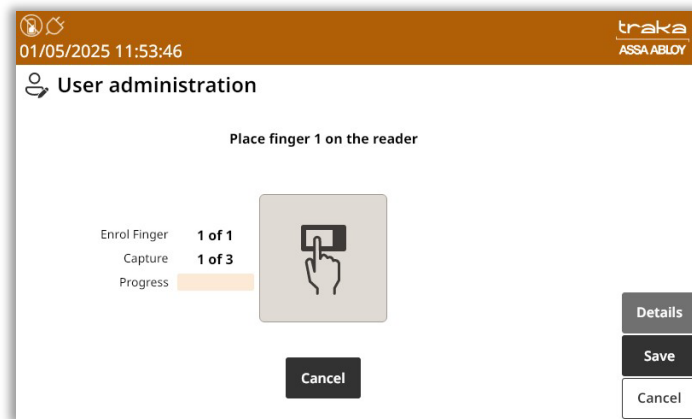 traka
01/05/2025 11:53:46
ASSA ABLOY
User administration
Place finger 1 on the reader
Enrol Finger 1 of 1
Capture 1 of 3
Progress
Details
Save
Cancel
Cancel